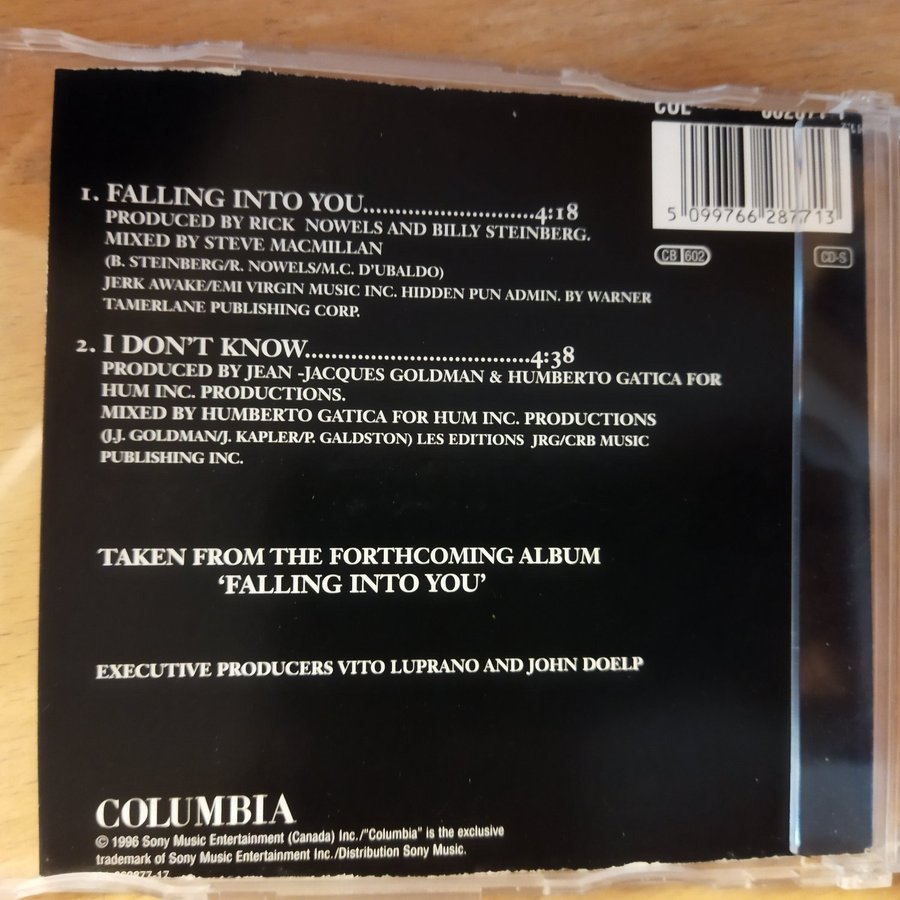 COL 662877 1
5 099766 287713
CB 602
CD-S
1. FALLING INTO YOU..........................4:18
PRODUCED BY RICK NOWELS AND BILLY STEINBERG.
MIXED BY STEVE MACMILLAN
(B. STEINBERG/R. NOWELS/M.C. D'UBALDO)
JERK AWAKE/EMI VIRGIN MUSIC INC. HIDDEN PUN ADMIN. BY WARNER
TAMERLANE PUBLISHING CORP.
2. I DON'T KNOW..................................4:38
PRODUCED BY JEAN -JACQUES GOLDMAN & HUMBERTO GATICA FOR
HUM INC. PRODUCTIONS.
MIXED BY HUMBERTO GATICA FOR HUM INC. PRODUCTIONS
(J.J. GOLDMAN/J. KAPLER/P. GALDSTON) LES EDITIONS JRG/CRB MUSIC
PUBLISHING INC.
TAKEN FROM THE FORTHCOMING ALBUM
‘FALLING INTO YOU’
EXECUTIVE PRODUCERS VITO LUPRANO AND JOHN DOELP
COLUMBIA
© 1996 Sony Music Entertainment (Canada) Inc./"Columbia" is the exclusive
trademark of Sony Music Entertainment Inc./Distribution Sony Music.